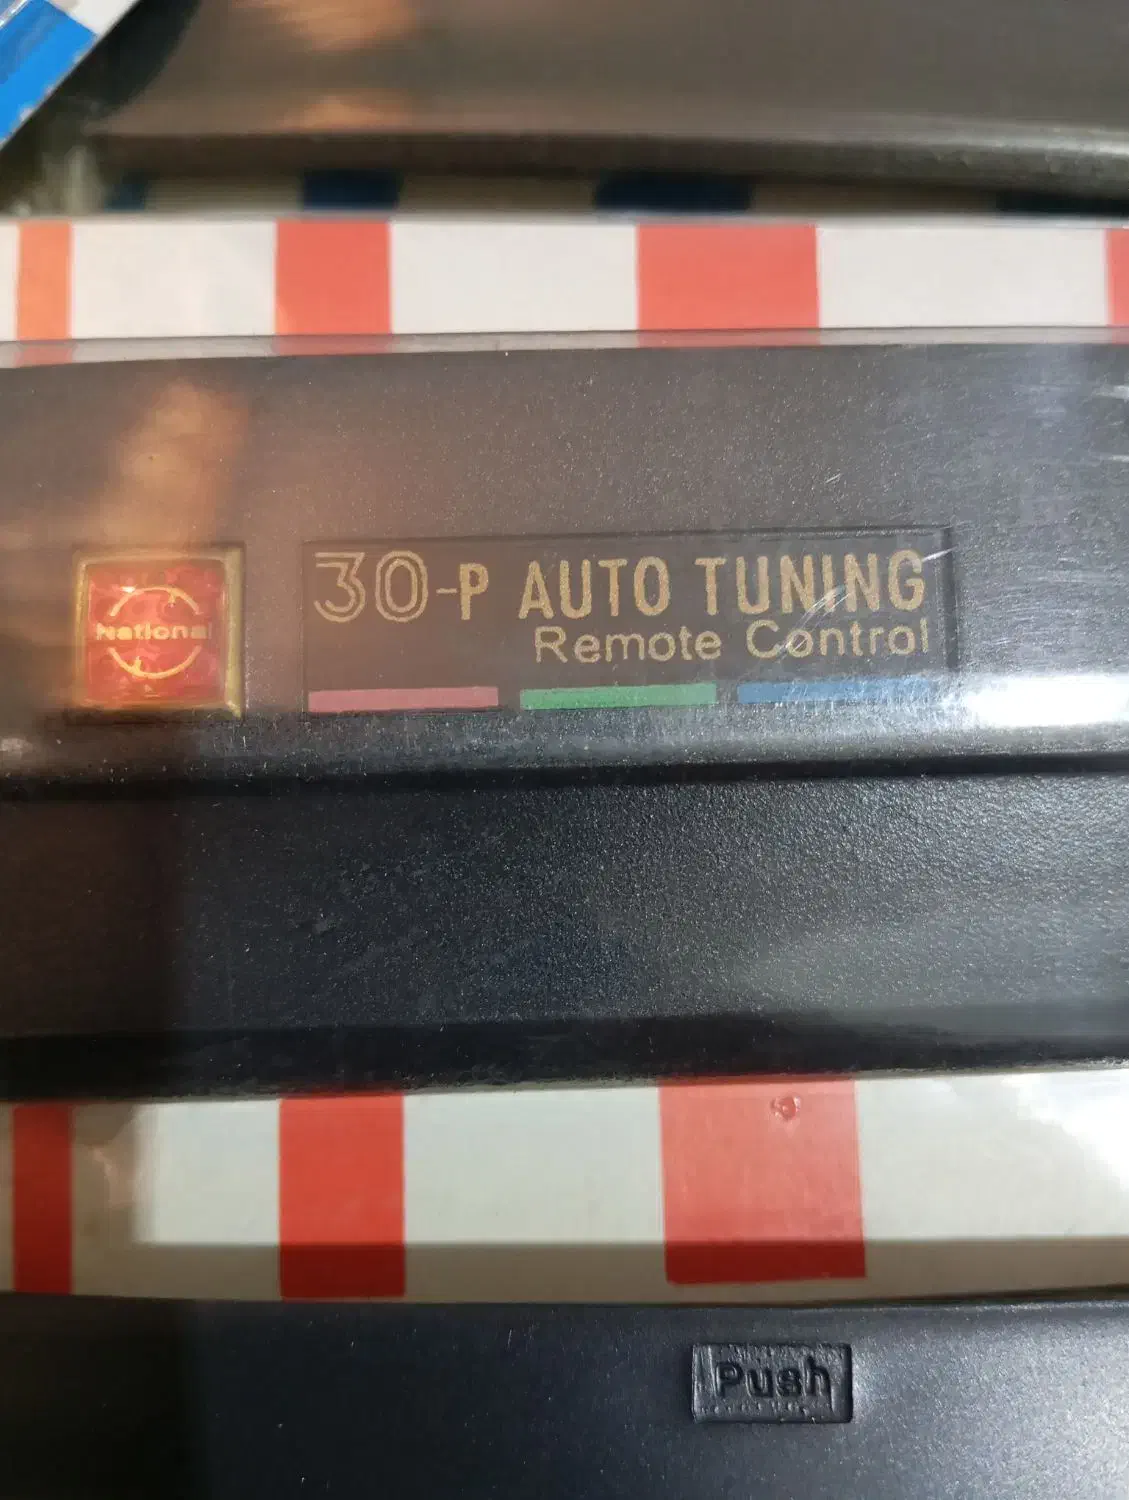 National
30-P AUTO TUNING
Remote Control
Push